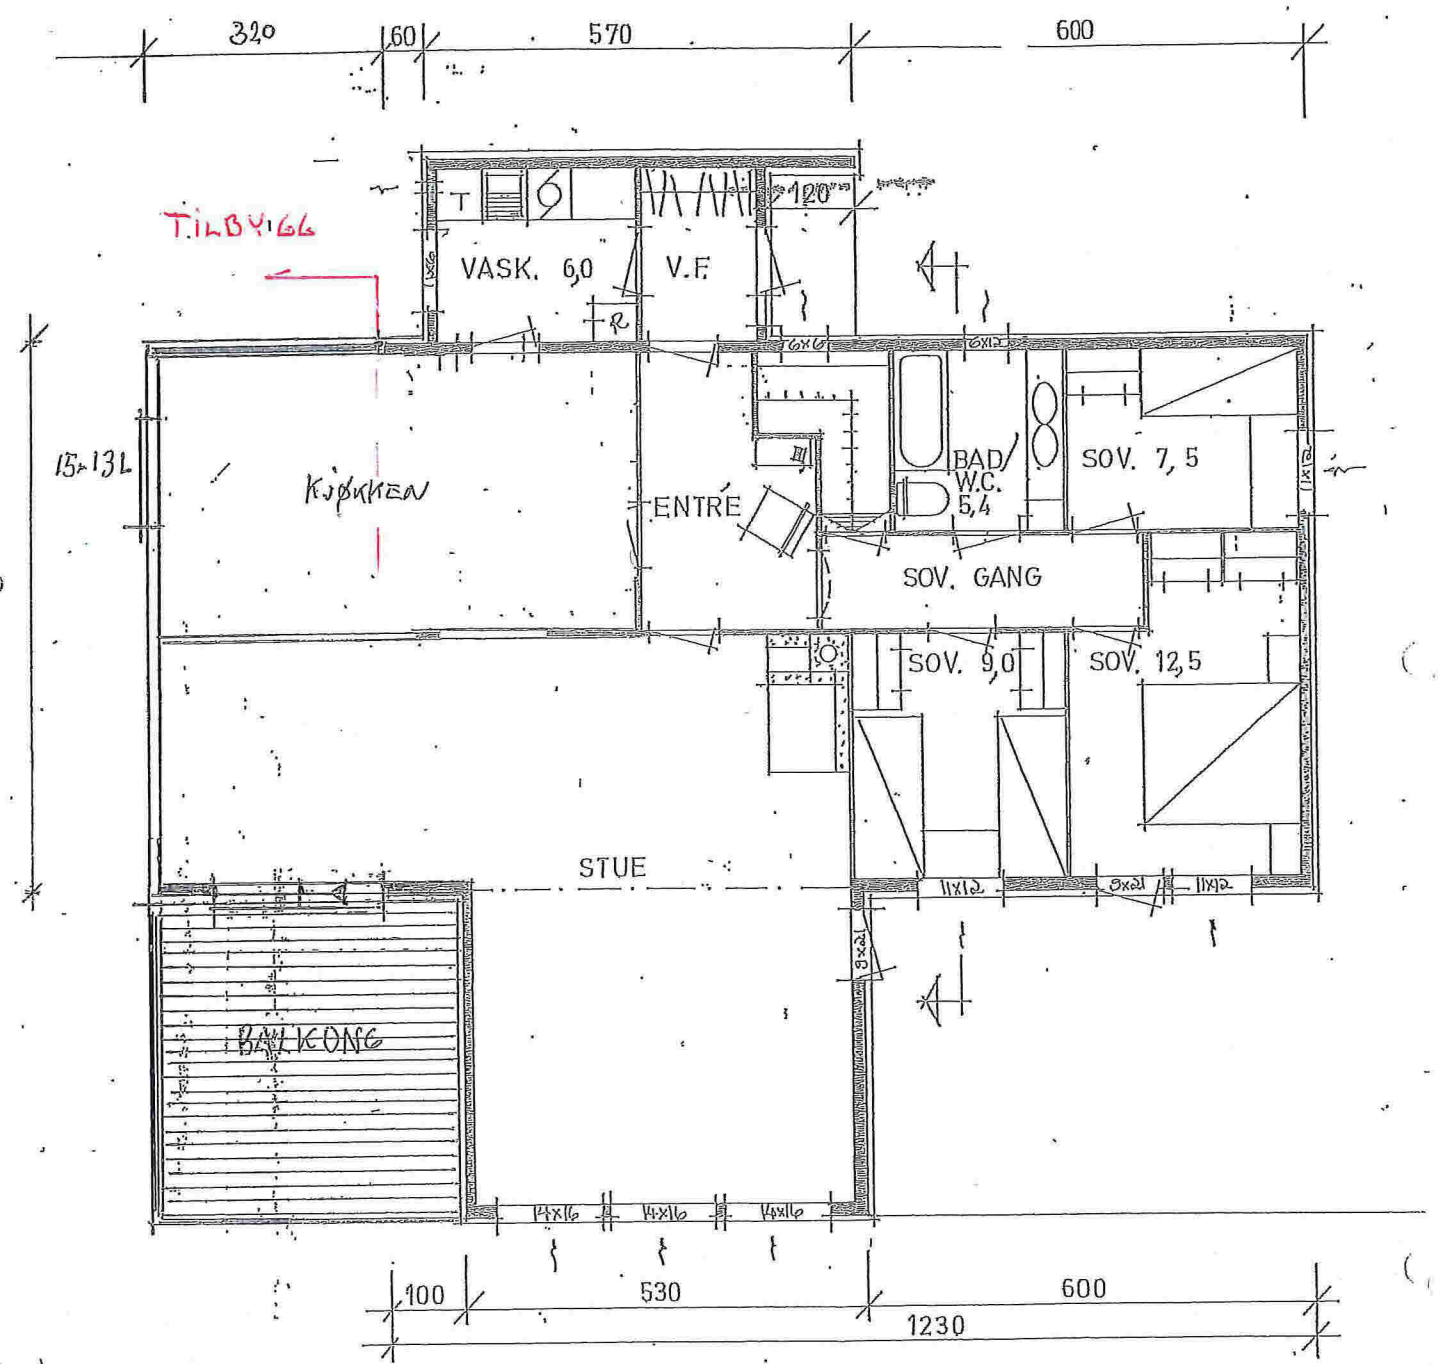 320 60 570 600
120
TILBYGG
T
VASK. 6,0
V.F.
R
6x6
6x12
15x13L
KJØKKEN
ENTRÉ
BAD/
W.C.
5,4
SOV. 7,5
11x12
SOV. GANG
SOV. 9,0
SOV. 12,5
STUE
11x12
9x21
11x12
9x21
BALKONG
14x16
14x16
14x16
100 530 600
1230